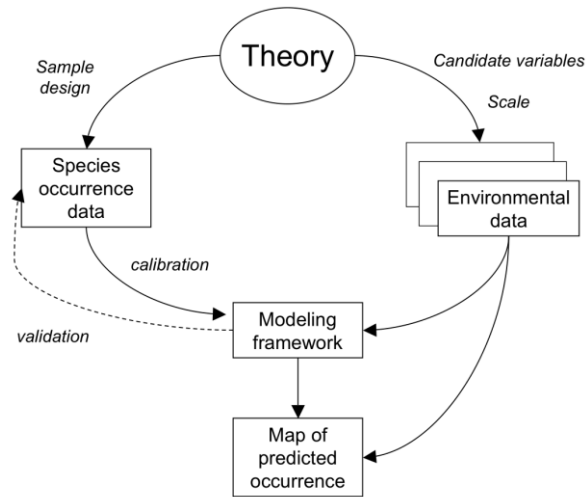 Theory
Sample
design
Candidate variables
Scale
Species
occurrence
data
Environmental
data
calibration
validation
Modeling
framework
Map of
predicted
occurrence